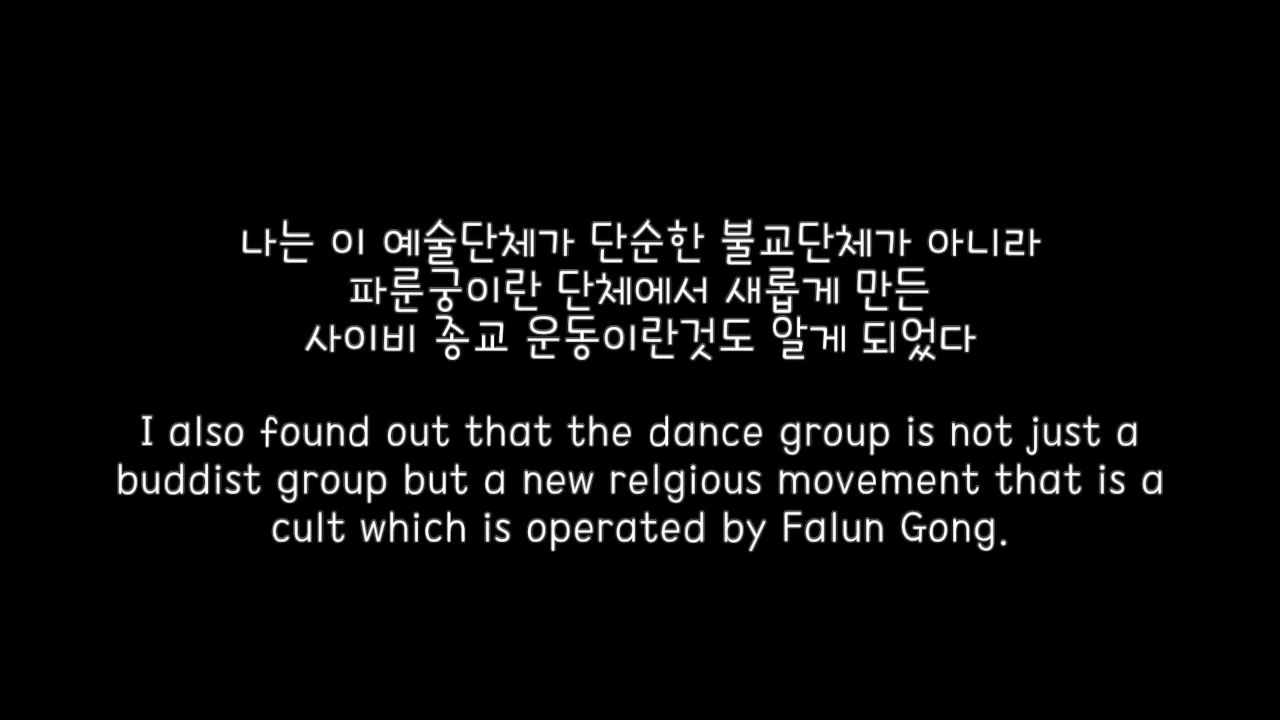 나는 이 예술단체가 단순한 불교단체가 아니라
파룬궁이란 단체에서 새롭게 만든
사이비 종교 운동이란것도 알게 되었다
I also found out that the dance group is not just a
buddist group but a new relgious movement that is a
cult which is operated by Falun Gong.